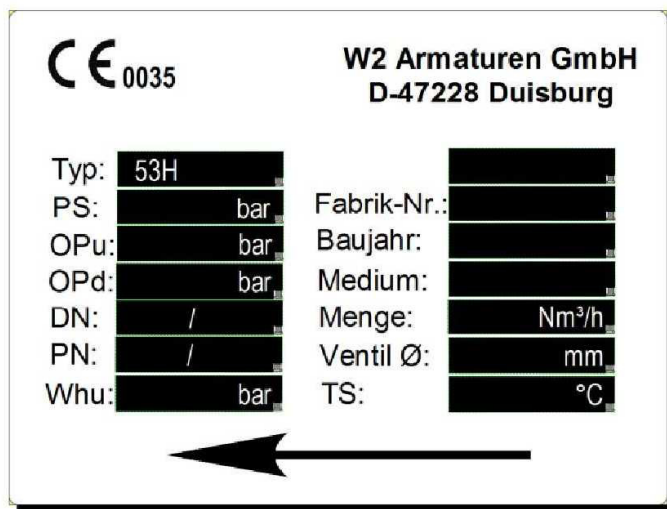 CE 0035
W2 Armaturen GmbH
D-47228 Duisburg
Typ: 53H
PS: bar
OPu: bar
OPd: bar
DN: /
PN: /
Whu: bar
Fabrik-Nr.:
Baujahr:
Medium:
Menge: Nm³/h
Ventil Ø: mm
TS: °C